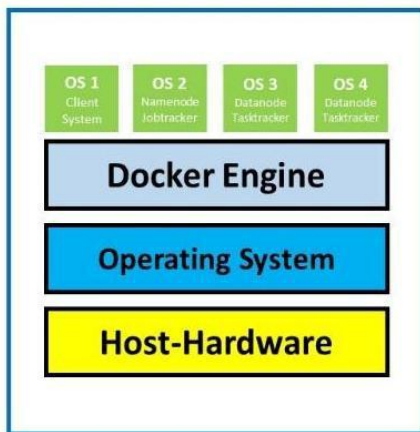 OS 1
Client
System
OS 2
Namenode
Jobtracker
OS 3
Datanode
Tasktracker
OS 4
Datanode
Tasktracker
Docker Engine
Operating System
Host-Hardware